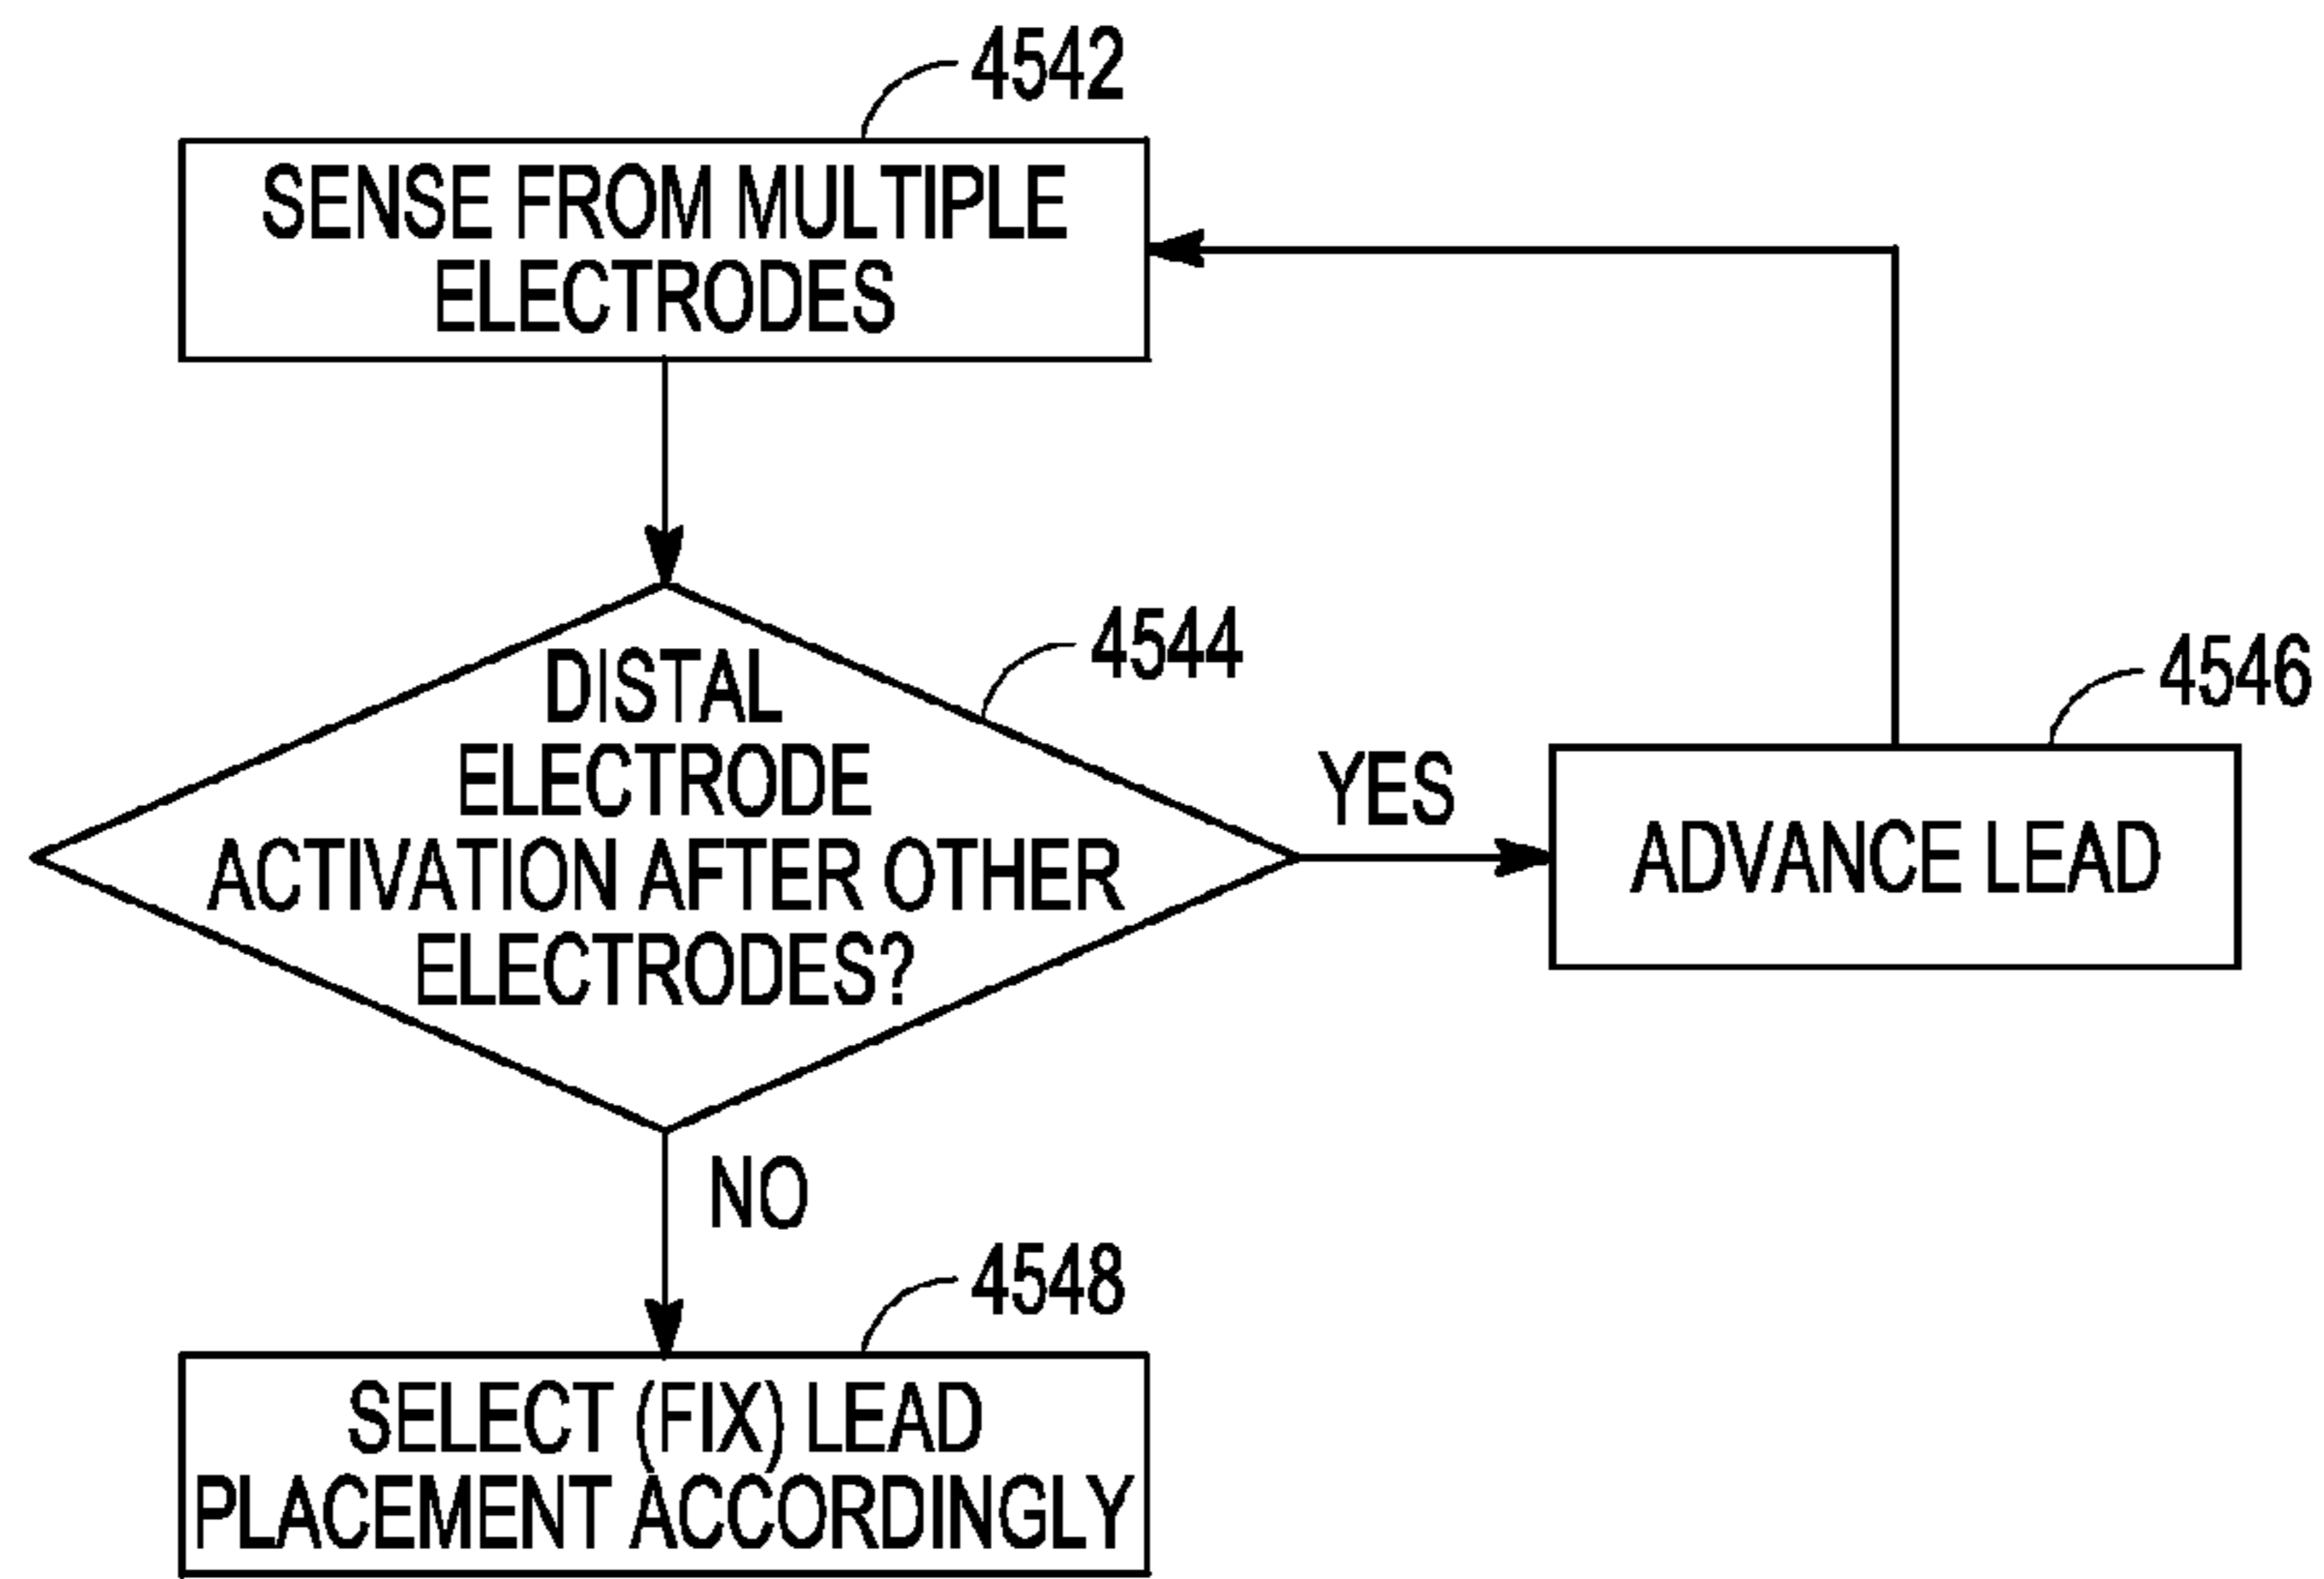 4542
SENSE FROM MULTIPLE
ELECTRODES
4544
DISTAL
ELECTRODE
ACTIVATION AFTER OTHER
ELECTRODES?
YES
4546
ADVANCE LEAD
NO
4548
SELECT (FIX) LEAD
PLACEMENT ACCORDINGLY